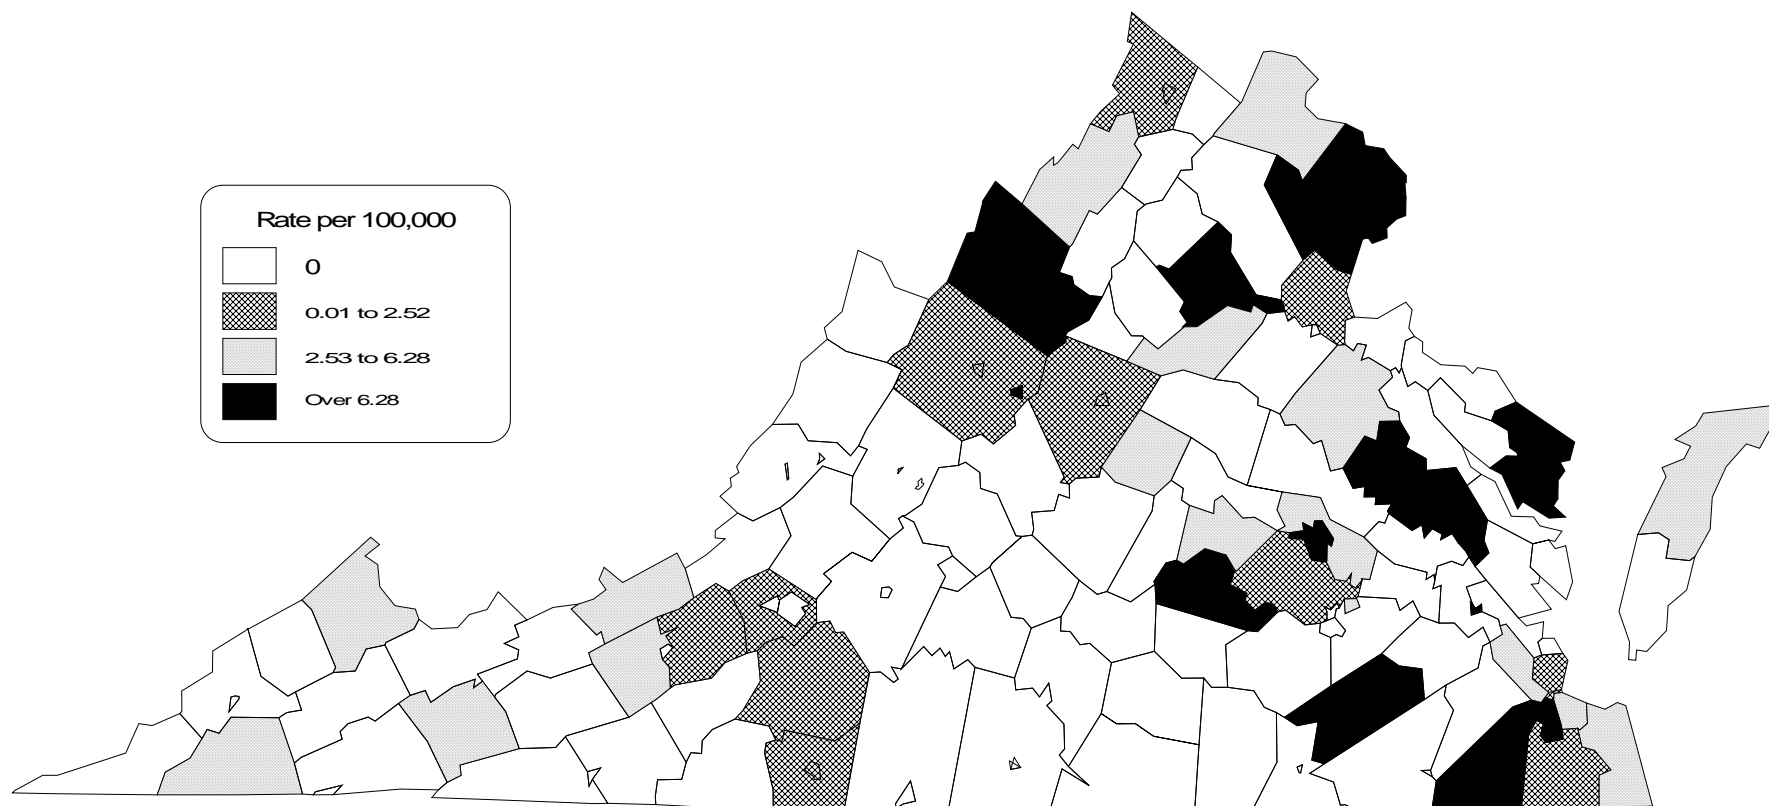 Rate per 100,000
0
0.01 to 2.52
2.53 to 6.28
Over 6.28